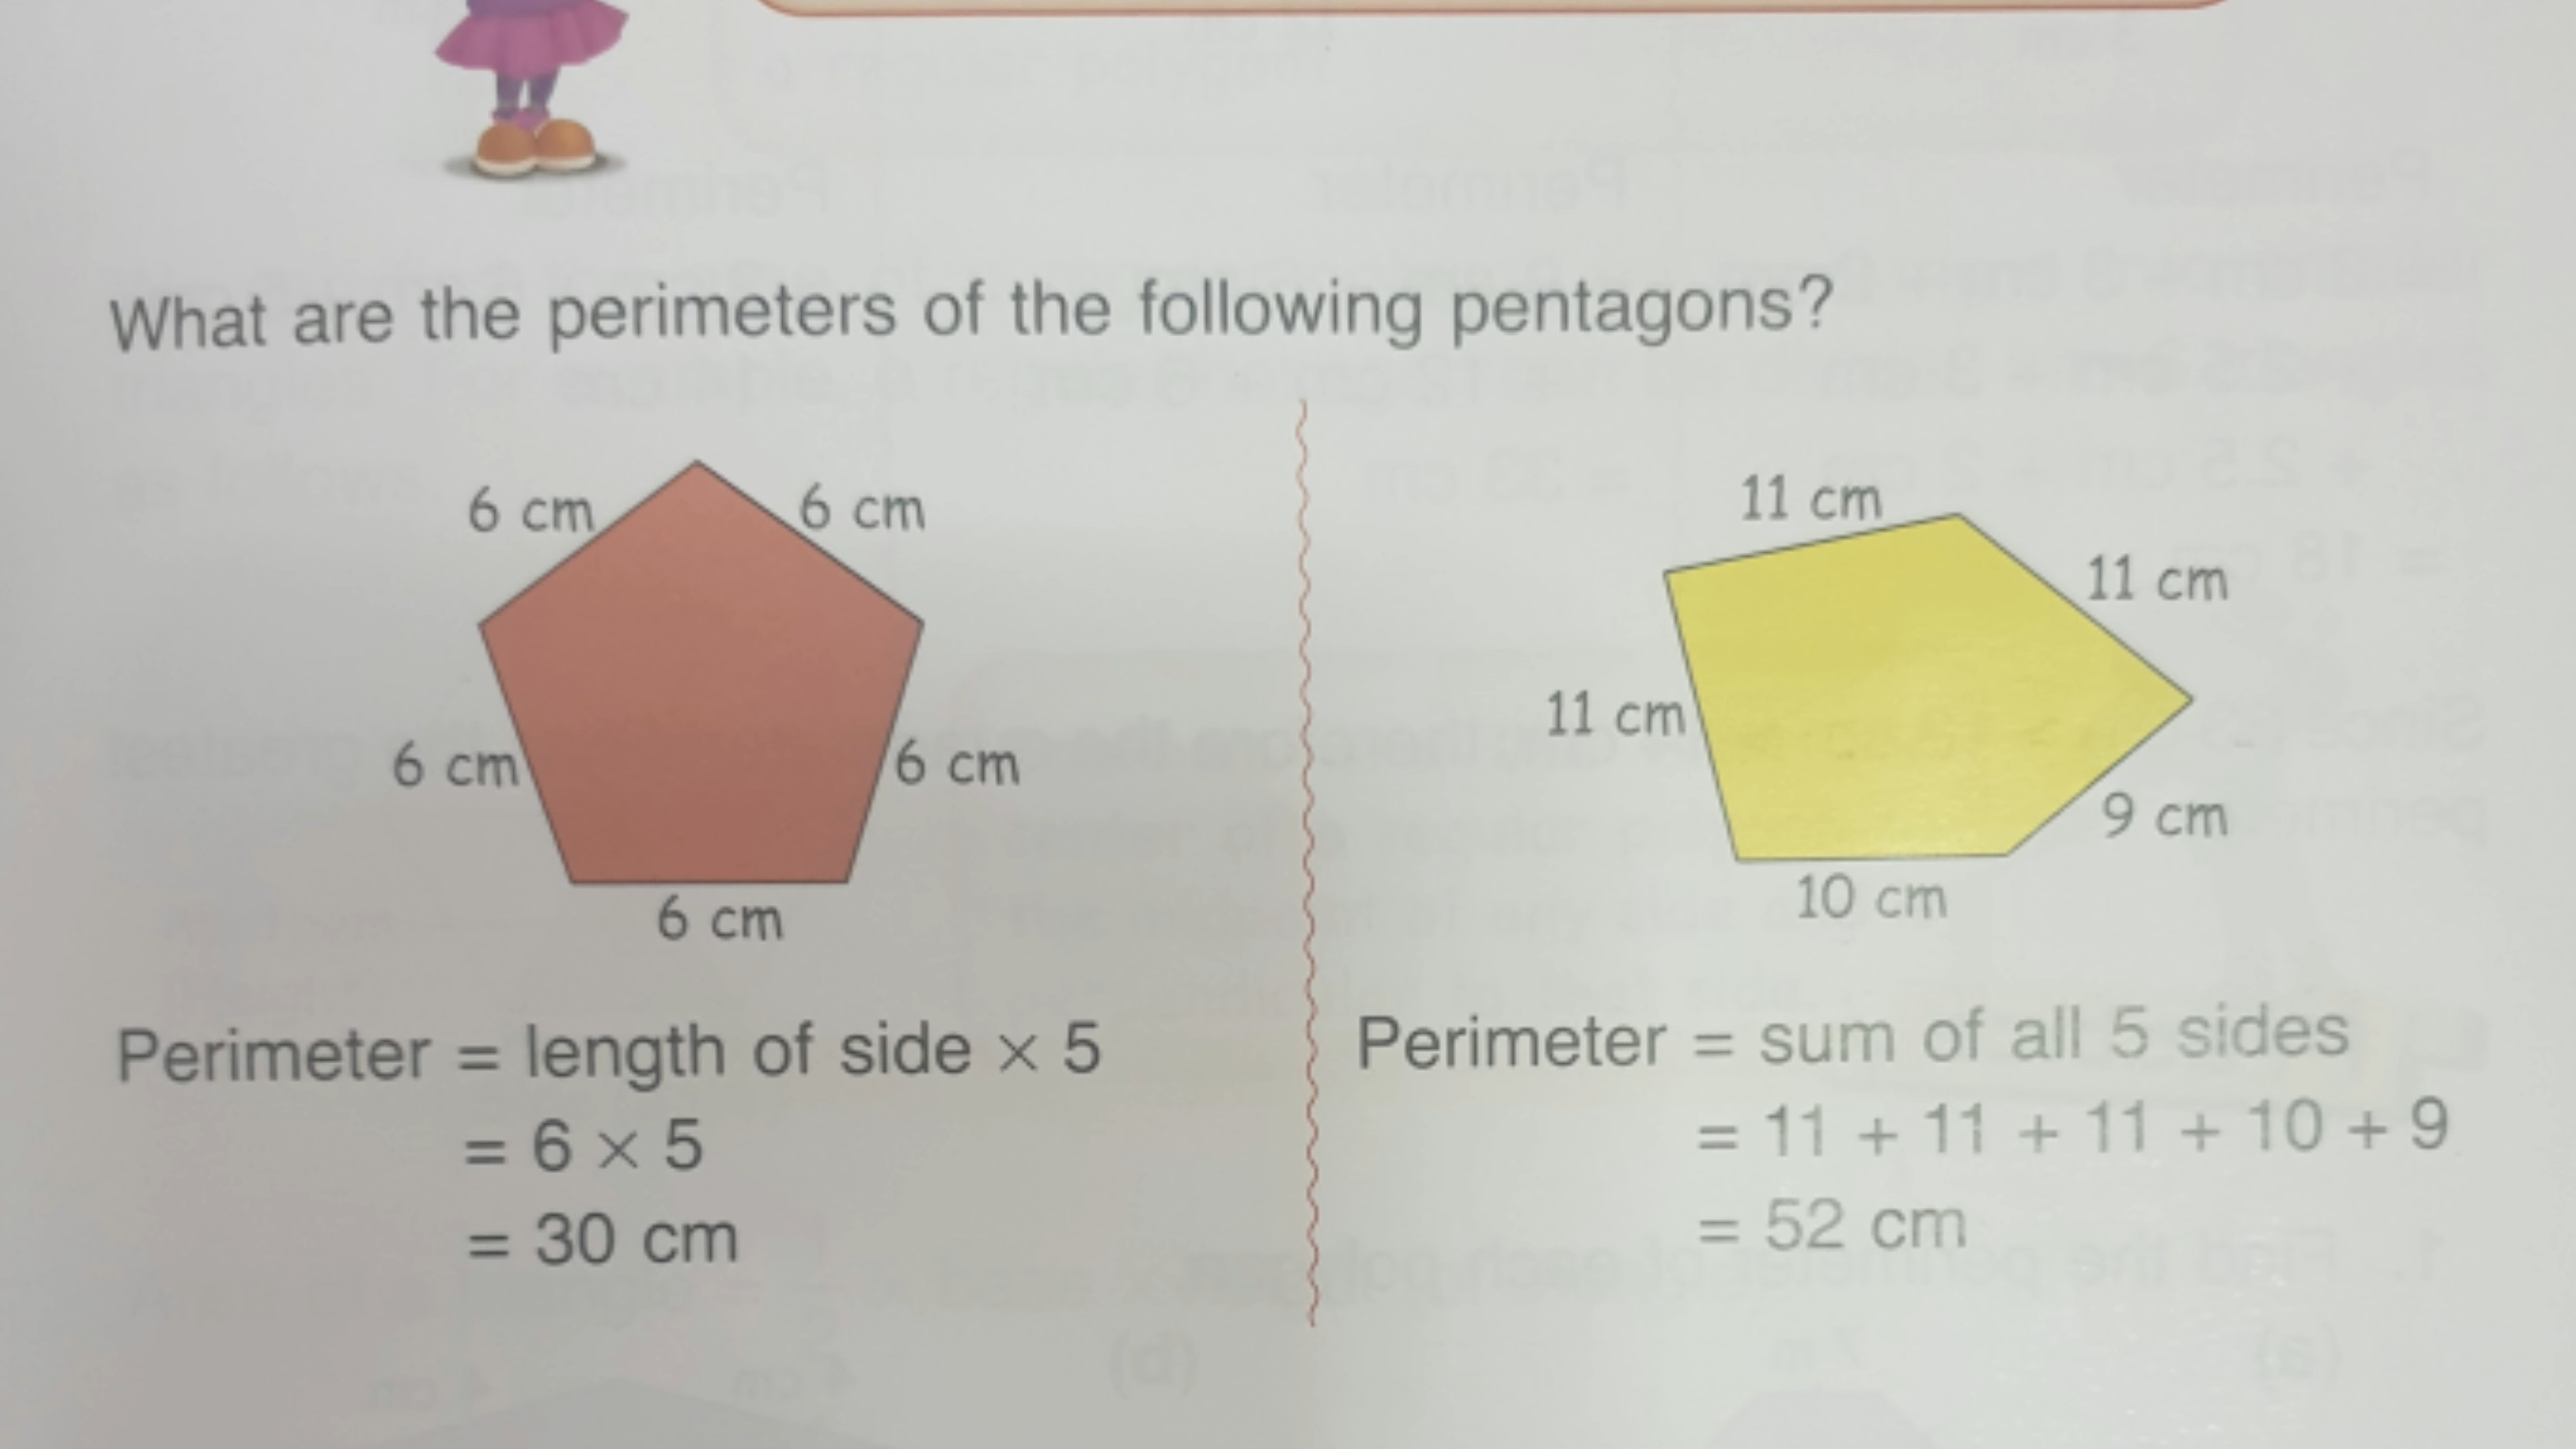 What are the perimeters of the following pentagons?
6 cm
6 cm
6 cm
6 cm
6 cm
Perimeter = length of side × 5
= 6 × 5
= 30 cm
11 cm
11 cm
11 cm
9 cm
10 cm
Perimeter = sum of all 5 sides
= 11 + 11 + 11 + 10 + 9
= 52 cm